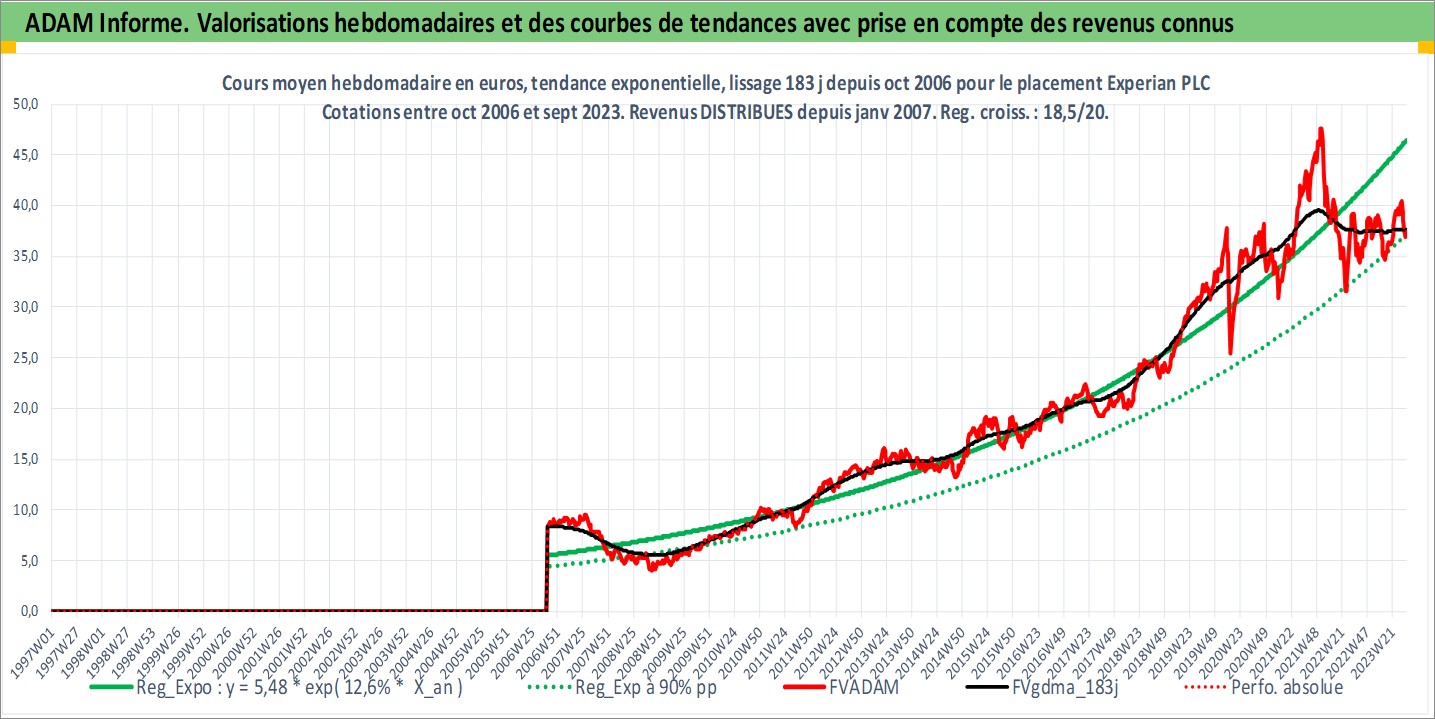 ADAM Informe. Valorisations hebdomadaires et des courbes de tendances avec prise en compte des revenus connus
Cours moyen hebdomadaire en euros, tendance exponentielle, lissage 183 j depuis oct 2006 pour le placement Experian PLC
Cotations entre oct 2006 et sept 2023. Revenus DISTRIBUES depuis janv 2007. Reg. croiss. : 18,5/20.
50,0
45,0
40,0
35,0
30,0
25,0
20,0
15,0
10,0
5,0
0,0
1997W01
1997W27
1998W01
1998W27
1998W53
1999W26
1999W52
2000W26
2000W52
2001W26
2001W52
2002W26
2002W52
2003W26
2003W52
2004W26
2004W52
2005W25
2005W51
2006W25
2006W51
2007W25
2007W51
2008W25
2008W51
2009W25
2009W51
2010W24
2010W50
2011W24
2011W50
2012W24
2012W50
2013W24
2013W50
2014W24
2014W50
2015W24
2015W50
2016W23
2016W49
2017W23
2017W49
2018W23
2018W49
2019W23
2019W49
2020W23
2020W49
2021W22
2021W48
2022W21
2022W47
2023W21
Reg_Expo : y = 5,48 * exp( 12,6% * X_an )
Reg_Exp à 90% pp
FVADAM
FVgdma_183j
Perfo. absolue